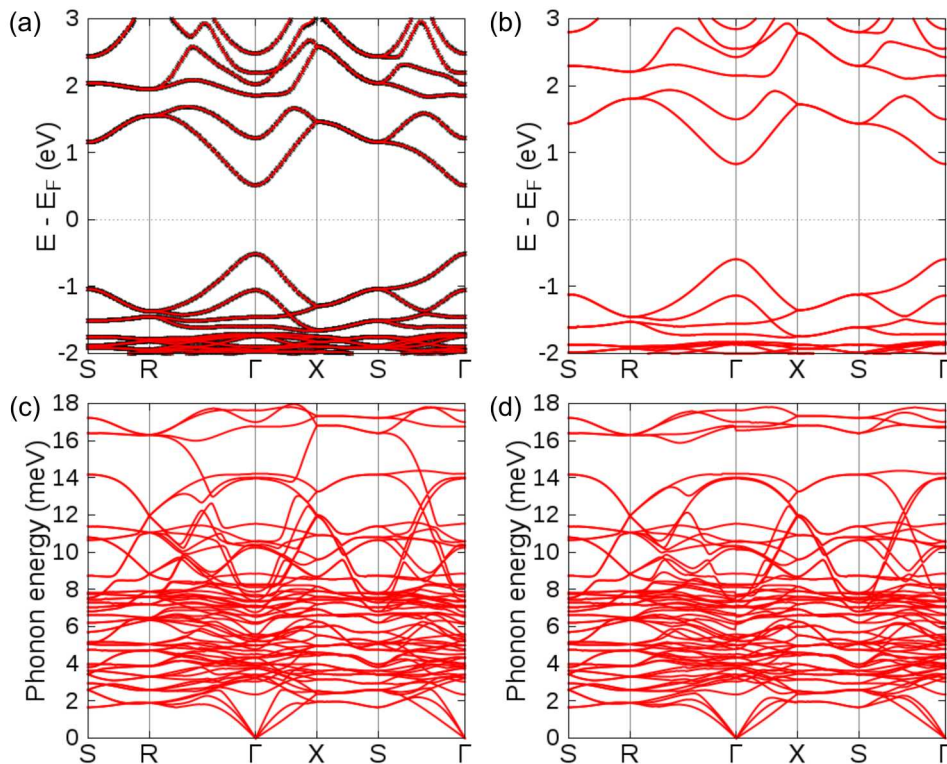 (a)
E - E_F (eV)
3
2
1
0
-1
-2
S R Γ X S Γ
(b)
E - E_F (eV)
3
2
1
0
-1
-2
S R Γ X S Γ
(c)
Phonon energy (meV)
18
16
14
12
10
8
6
4
2
0
S R Γ X S Γ
(d)
Phonon energy (meV)
18
16
14
12
10
8
6
4
2
0
S R Γ X S Γ